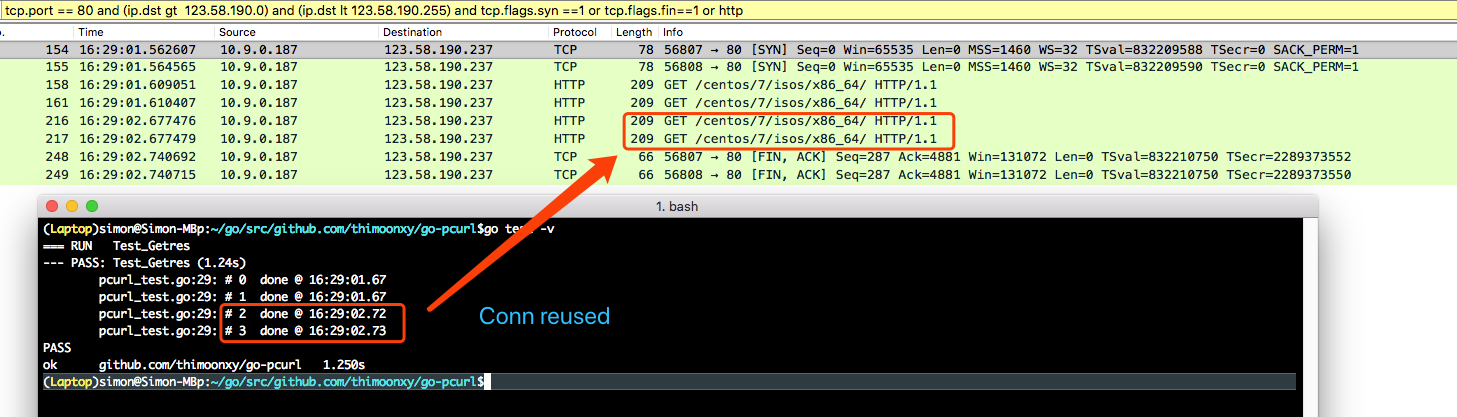 tcp.port == 80 and (ip.dst gt  123.58.190.0) and (ip.dst lt 123.58.190.255) and tcp.flags.syn ==1 or tcp.flags.fin==1 or http
. Time Source Destination Protocol Length Info
154 16:29:01.562607 10.9.0.187 123.58.190.237 TCP 78 56807 → 80 [SYN] Seq=0 Win=65535 Len=0 MSS=1460 WS=32 TSval=832209588 TSecr=0 SACK_PERM=1
155 16:29:01.564565 10.9.0.187 123.58.190.237 TCP 78 56808 → 80 [SYN] Seq=0 Win=65535 Len=0 MSS=1460 WS=32 TSval=832209590 TSecr=0 SACK_PERM=1
158 16:29:01.609051 10.9.0.187 123.58.190.237 HTTP 209 GET /centos/7/isos/x86_64/ HTTP/1.1
161 16:29:01.610407 10.9.0.187 123.58.190.237 HTTP 209 GET /centos/7/isos/x86_64/ HTTP/1.1
216 16:29:02.677476 10.9.0.187 123.58.190.237 HTTP 209 GET /centos/7/isos/x86_64/ HTTP/1.1
217 16:29:02.677479 10.9.0.187 123.58.190.237 HTTP 209 GET /centos/7/isos/x86_64/ HTTP/1.1
248 16:29:02.740692 10.9.0.187 123.58.190.237 TCP 66 56807 → 80 [FIN, ACK] Seq=287 Ack=4881 Win=131072 Len=0 TSval=832210750 TSecr=2289373552
249 16:29:02.740715 10.9.0.187 123.58.190.237 TCP 66 56808 → 80 [FIN, ACK] Seq=287 Ack=4881 Win=131072 Len=0 TSval=832210750 TSecr=2289373550
1. bash
(Laptop)simon@Simon-MBp:~/go/src/github.com/thimoonxy/go-pcurl$go -v
=== RUN   Test_Getres
--- PASS: Test_Getres (1.24s)
pcurl_test.go:29: # 0  done @ 16:29:01.67
pcurl_test.go:29: # 1  done @ 16:29:01.67
pcurl_test.go:29: # 2  done @ 16:29:02.72
pcurl_test.go:29: # 3  done @ 16:29:02.73
Conn reused
PASS
ok      github.com/thimoonxy/go-pcurl   1.250s
(Laptop)simon@Simon-MBp:~/go/src/github.com/thimoonxy/go-pcurl$